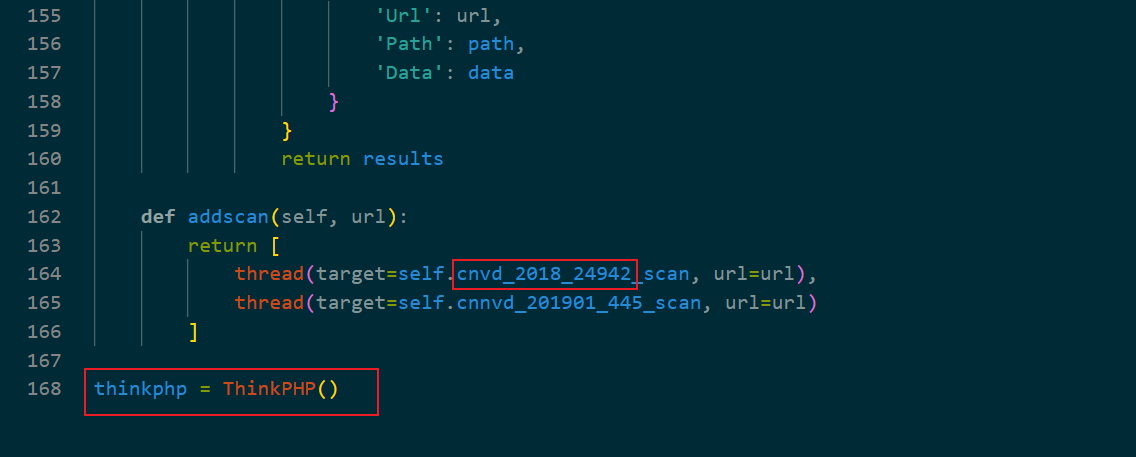 155 'Url': url,
156 'Path': path,
157 'Data': data
158 }
159 }
160 return results
161
162 def addscan(self, url):
163 return [
164 thread(target=self.cnvd_2018_24942_scan, url=url),
165 thread(target=self.cnnvd_201901_445_scan, url=url)
166 ]
167
168 thinkphp = ThinkPHP()